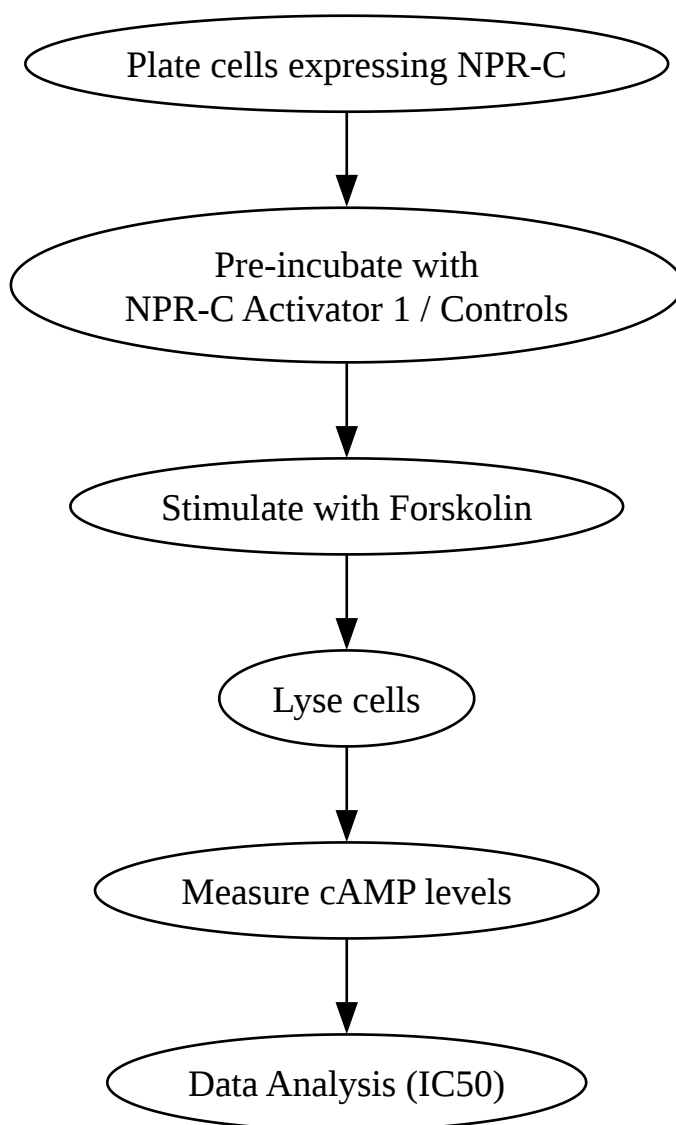 Plate cells expressing NPR-C
Pre-incubate with
NPR-C Activator 1 / Controls
Stimulate with Forskolin
Lyse cells
Measure cAMP levels
Data Analysis (IC50)